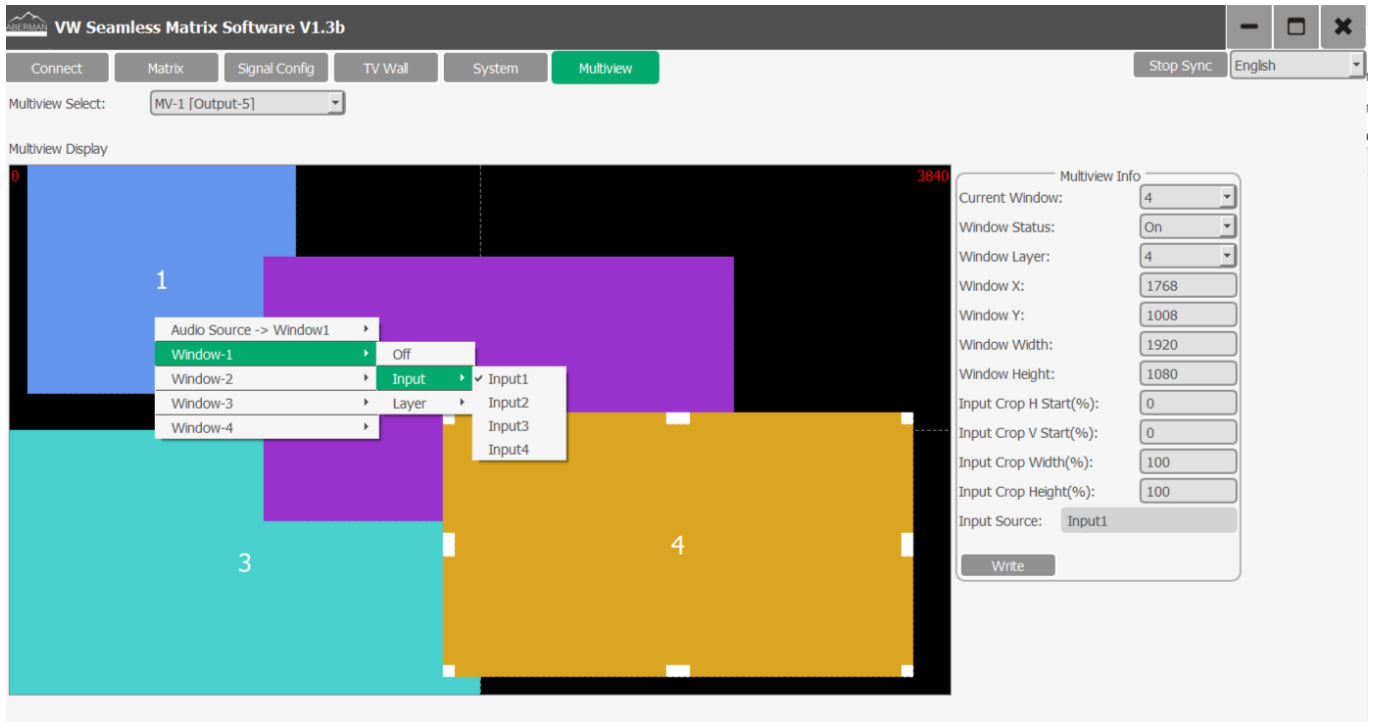 ABERMAN VW Seamless Matrix Software V1.3b
Connect Matrix Signal Config TV Wall System Multiview Stop Sync English
Multiview Select: MV-1 [Output-5]
Multiview Display
0 3840
1
3
4
Audio Source -> Window1
Window-1
Window-2
Window-3
Window-4
Off
Input
Layer
Input1
Input2
Input3
Input4
Multiview Info
Current Window: 4
Window Status: On
Window Layer: 4
Window X: 1768
Window Y: 1008
Window Width: 1920
Window Height: 1080
Input Crop H Start(%): 0
Input Crop V Start(%): 0
Input Crop Width(%): 100
Input Crop Height(%): 100
Input Source: Input1
Write